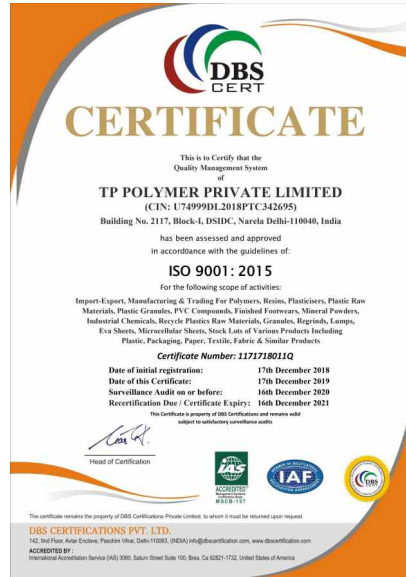 DBS
CERT
CERTIFICATE
This is to Certify that the
Quality Management System
of
TP POLYMER PRIVATE LIMITED
(CIN: U74999DL2018PTC342695)
Building No. 2117, Block-I, DSIDC, Narela Delhi-110040, India
has been assessed and approved
in accordance with the guidelines of:
ISO 9001: 2015
For the following scope of activities:
Import-Export, Manufacturing & Trading For Polymers, Resins, Plasticisers, Plastic Raw
Materials, Plastic Granules, PVC Compounds, Finished Footwears, Mineral Powders,
Industrial Chemicals, Recycle Plastics Raw Materials, Granules, Regrinds, Lumps,
Eva Sheets, Microcellular Sheets, Stock Lots of Various Products Including
Plastic, Packaging, Paper, Textile, Fabric & Similar Products
Certificate Number: 1171718011Q
Date of initial registration: 17th December 2018
Date of this Certificate: 17th December 2019
Surveillance Audit on or before: 16th December 2020
Recertification Due / Certificate Expiry: 16th December 2021
This Certificate is property of DBS Certifications and remains valid
subject to satisfactory surveillance audits
Head of Certification
IAS
ACCREDITED
Management Systems
Certification Body
MSCB-157
IAF
DBS
The certificate remains the property of DBS Certifications Private Limited, to whom it must be returned upon request.
DBS CERTIFICATIONS PVT. LTD.
142, IInd Floor, Avtar Enclave, Paschim Vihar, Delhi-110063, (INDIA) info@dbscertification.com, www.dbscertification.com
ACCREDITED BY :
International Accreditation Service (IAS) 3060, Saturn Street Suite 100, Brea, Ca 92821-1732, United States of America